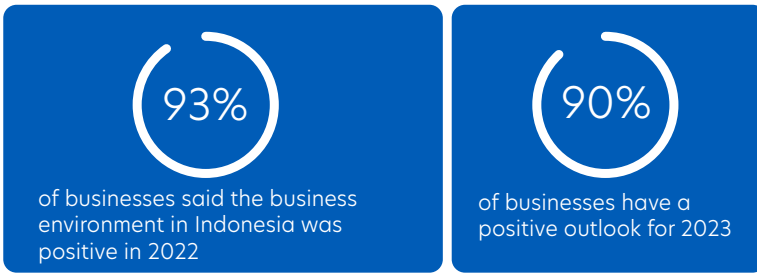 93%
of businesses said the business
environment in Indonesia was
positive in 2022
90%
of businesses have a
positive outlook for 2023